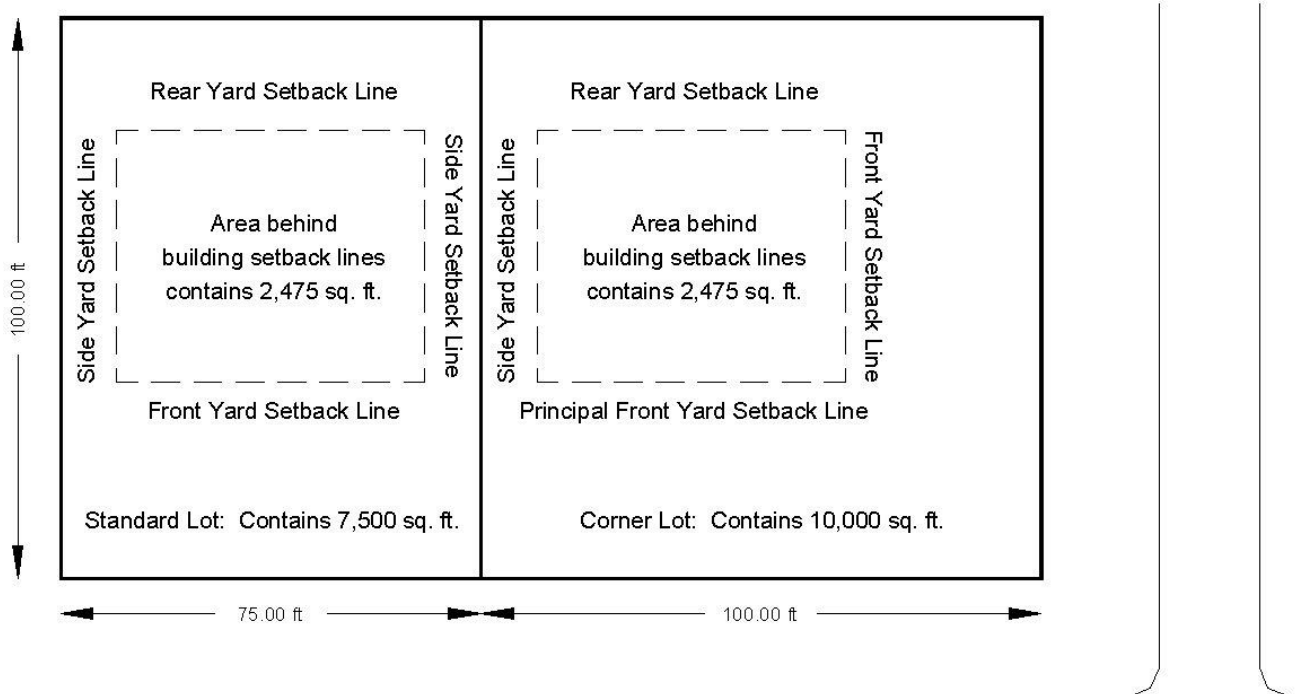 Rear Yard Setback Line
Side Yard Setback Line
Area behind
building setback lines
contains 2,475 sq. ft.
Side Yard Setback Line
Front Yard Setback Line
Standard Lot:  Contains 7,500 sq. ft.
Rear Yard Setback Line
Side Yard Setback Line
Area behind
building setback lines
contains 2,475 sq. ft.
Front Yard Setback Line
Principal Front Yard Setback Line
Corner Lot:  Contains 10,000 sq. ft.
100.00 ft
75.00 ft
100.00 ft